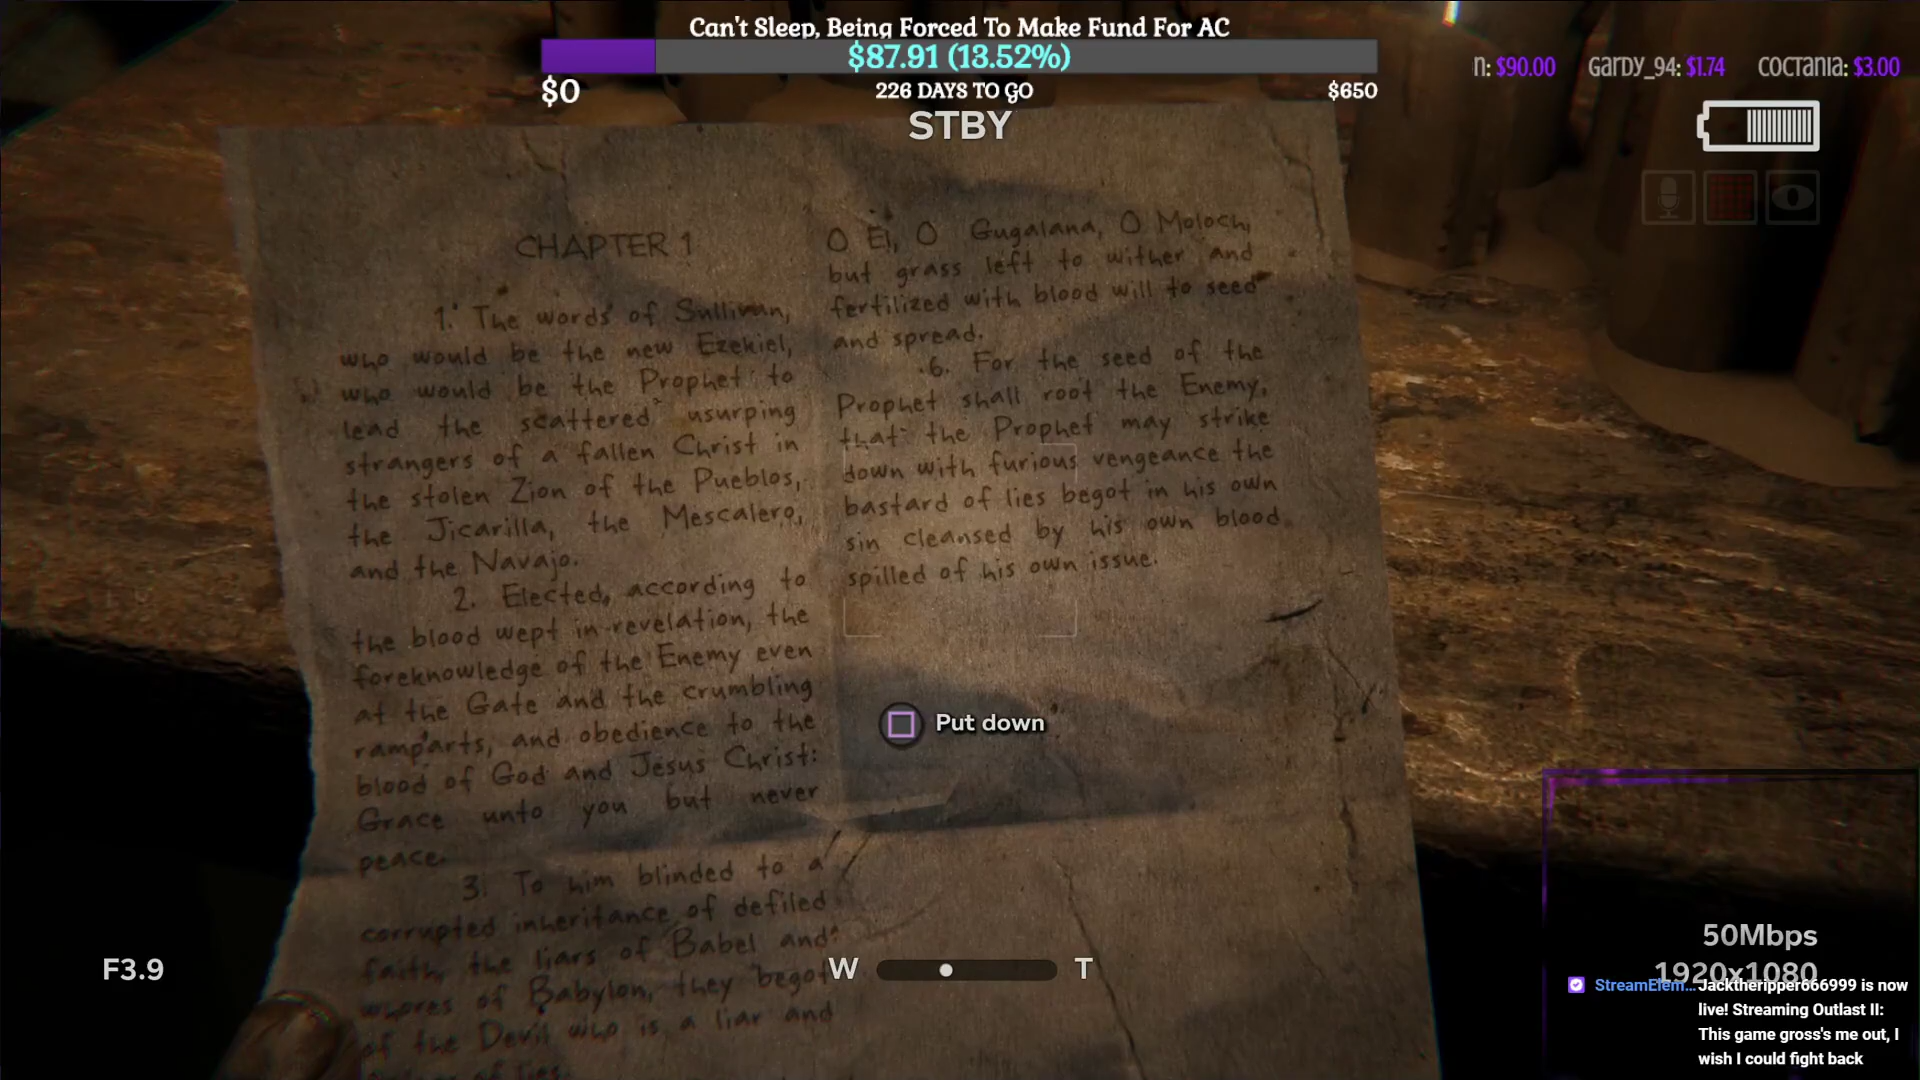 Can't Sleep, Being Forced To Make Fund For AC
$87.91 (13.52%)
$0
226 DAYS TO GO
$650
n: $90.00 Gardy_94: $1.74 Coctania: $3.00
STBY
CHAPTER 1
1. The words of Sullivan,
who would be the new Ezekiel,
who would be the Prophet to
lead the scattered usurping
strangers of a fallen Christ in
the stolen Zion of the Pueblos,
the Jicarilla, the Mescalero,
and the Navajo.
2. Elected, according to
the blood wept in revelation, the
foreknowledge of the Enemy even
at the Gate and the crumbling
ramparts, and obedience to the
blood of God and Jesus Christ:
Grace unto you but never
peace.
3. To him blinded to a
corrupted inheritance of defiled
faith, the liars of Babel and
whores of Babylon, they begot
of the Devil who is a liar and
of lies.
O El, O Gugalana, O Moloch,
but grass left to wither and
fertilized with blood will to seed
and spread.
6. For the seed of the
Prophet shall root the Enemy,
that the Prophet may strike
down with furious vengeance the
bastard of lies begot in his own
sin cleansed by his own blood
spilled of his own issue.
Put down
F3.9
W T
50Mbps
1920x1080
StreamElem... Jacktheripper666999 is now
live! Streaming Outlast II:
This game gross's me out, I
wish I could fight back